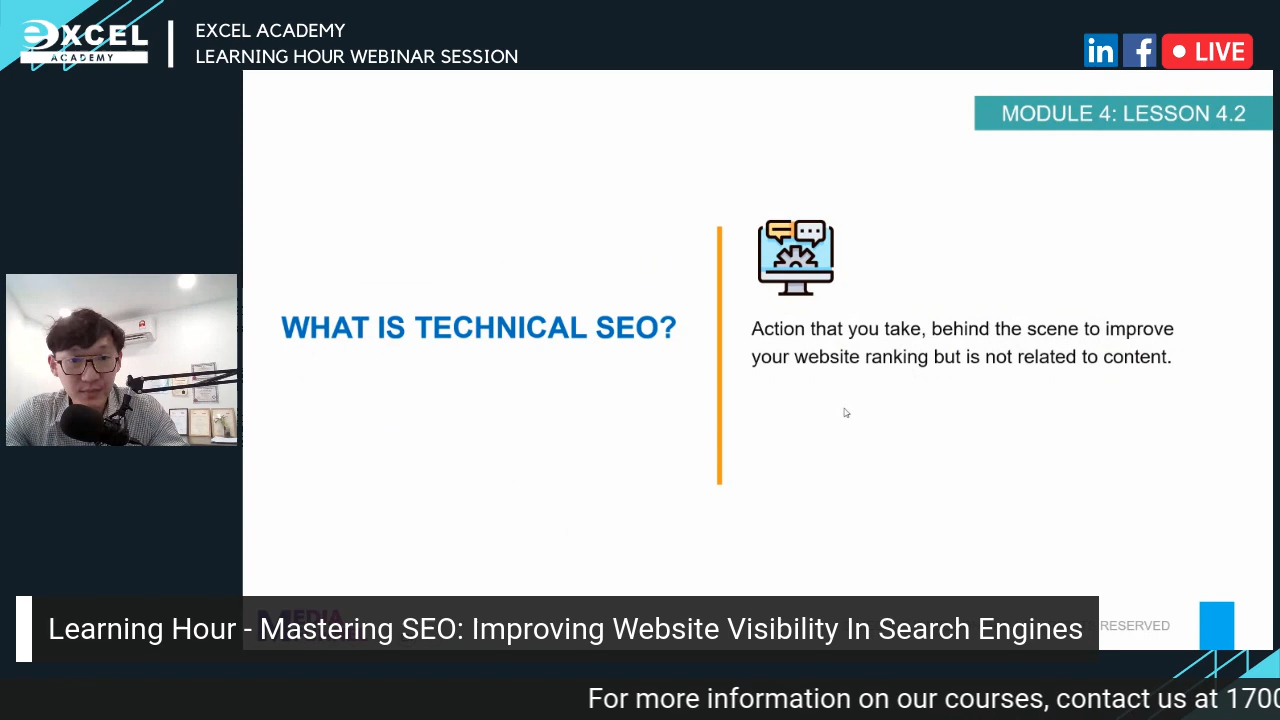 eXCEL
ACADEMY
EXCEL ACADEMY
LEARNING HOUR WEBINAR SESSION
in f LIVE
MODULE 4: LESSON 4.2
WHAT IS TECHNICAL SEO?
Action that you take, behind the scene to improve
your website ranking but is not related to content.
MEDIA
RESERVED
Learning Hour - Mastering SEO: Improving Website Visibility In Search Engines
For more information on our courses, contact us at 1700